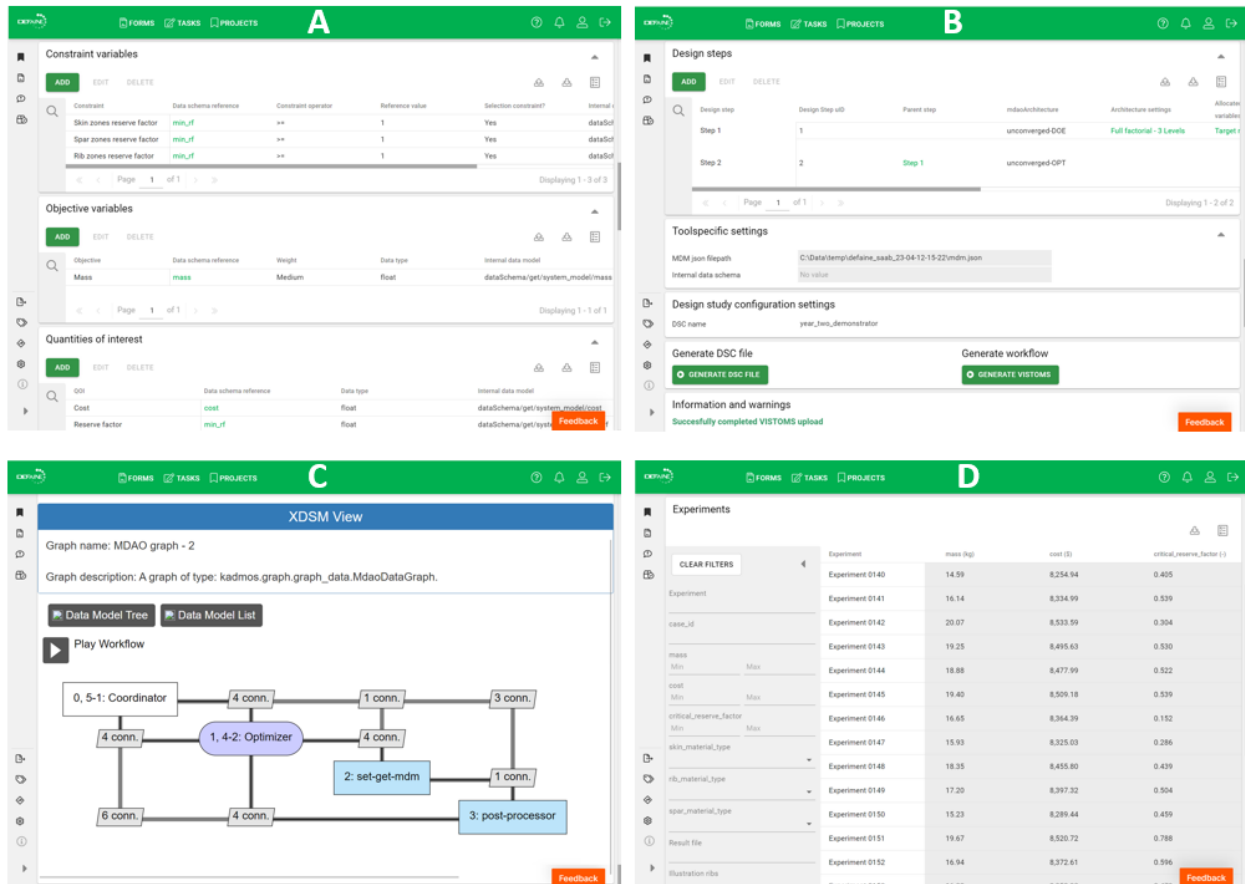 DEFAINE FORMS TASKS PROJECTS A
Constraint variables
ADD EDIT DELETE
Constraint Data schema reference Constraint operator Reference value Selection constraint? Internal
Skin zones reserve factor min_rf >= 1 Yes dataSch
Spar zones reserve factor min_rf >= 1 Yes dataSch
Rib zones reserve factor min_rf >= 1 Yes dataSch
<< < Page 1 of 1 > >> Displaying 1 - 3 of 3
Objective variables
ADD EDIT DELETE
Objective Data schema reference Weight Data type Internal data model
Mass mass Medium float dataSchema/get/system_model/mass
<< < Page 1 of 1 > >> Displaying 1 - 1 of 1
Quantities of interest
ADD EDIT DELETE
QOI Data schema reference Data type Internal data model
Cost cost float dataSchema/get/system_model/cost
Reserve factor min_rf float dataSchema/get/syst
Feedback
DEFAINE FORMS TASKS PROJECTS B
Design steps
ADD EDIT DELETE
Design step Design Step uID Parent step mdaoArchitecture Architecture settings Allocated variables
Step 1 1 unconverged-DOE Full factorial - 3 Levels Target
Step 2 2 Step 1 unconverged-OPT
<< < Page 1 of 1 > >> Displaying 1 - 2 of 2
Toolspecific settings
MDM json filepath C:\Data\temp\defaine_saab_23-04-12-15-22\mdm.json
Internal data schema No value
Design study configuration settings
DSC name year_two_demonstrator
Generate DSC file Generate workflow
GENERATE DSC FILE GENERATE VISTOMS
Information and warnings
Succesfully completed VISTOMS upload
Feedback
DEFAINE FORMS TASKS PROJECTS C
XDSM View
Graph name: MDAO graph - 2
Graph description: A graph of type: kadmos.graph.graph_data.MdaoDataGraph.
Data Model Tree Data Model List
Play Workflow
0, 5-1: Coordinator 4 conn. 1 conn. 3 conn.
4 conn. 1, 4-2: Optimizer 4 conn.
2: set-get-mdm 1 conn.
6 conn. 4 conn. 3: post-processor
Feedback
DEFAINE FORMS TASKS PROJECTS D
Experiments
CLEAR FILTERS
Experiment
case_id
mass
Min Max
cost
Min Max
critical_reserve_factor
Min Max
skin_material_type
rib_material_type
spar_material_type
Result file
Illustration ribs
Experiment mass (kg) cost ($) critical_reserve_factor (-)
Experiment 0140 14.59 8,254.94 0.405
Experiment 0141 16.14 8,334.99 0.539
Experiment 0142 20.07 8,533.59 0.304
Experiment 0143 19.25 8,495.63 0.530
Experiment 0144 18.88 8,477.99 0.522
Experiment 0145 19.40 8,509.18 0.539
Experiment 0146 16.65 8,364.39 0.152
Experiment 0147 15.93 8,325.03 0.286
Experiment 0148 18.35 8,455.80 0.439
Experiment 0149 17.20 8,397.32 0.504
Experiment 0150 15.23 8,289.44 0.459
Experiment 0151 19.67 8,520.72 0.788
Experiment 0152 16.94 8,372.61 0.596
Feedback